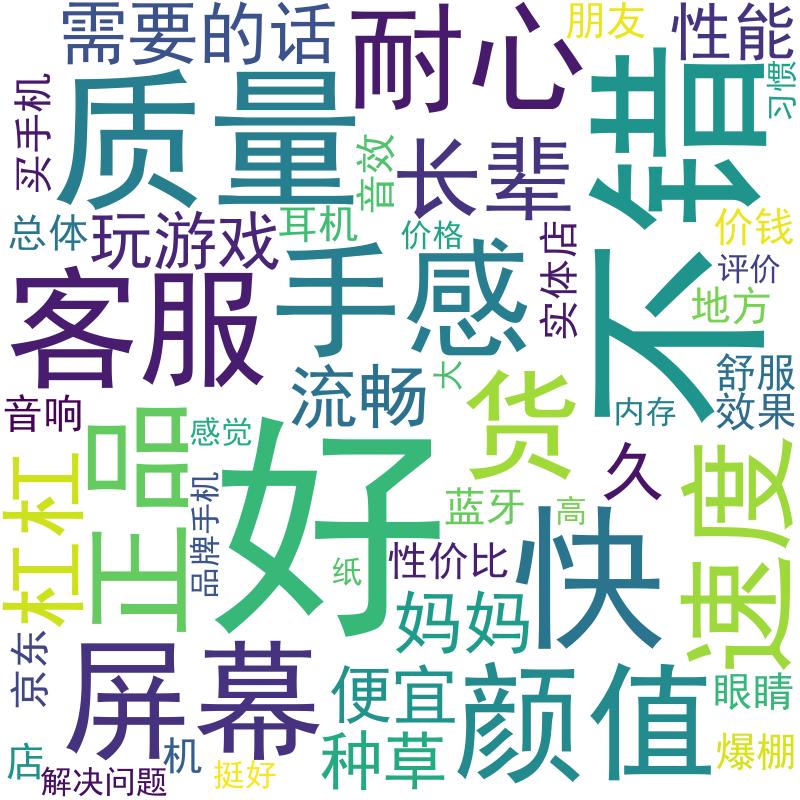 需要的话
耐心
朋友
性能
买手机
质量
音效
长辈
不错
习惯
总体
玩游戏
耳机
价格
实体店
价钱
评价
地方
客服
手感
流畅
大
货
舒服
内存
效果
音响
正品
感觉
好
久
速度
杠杠
品牌手机
蓝牙
高
快
纸
性价比
妈妈
京东
屏幕
便宜
颜值
眼睛
店
机
种草
爆棚
解决问题
挺好